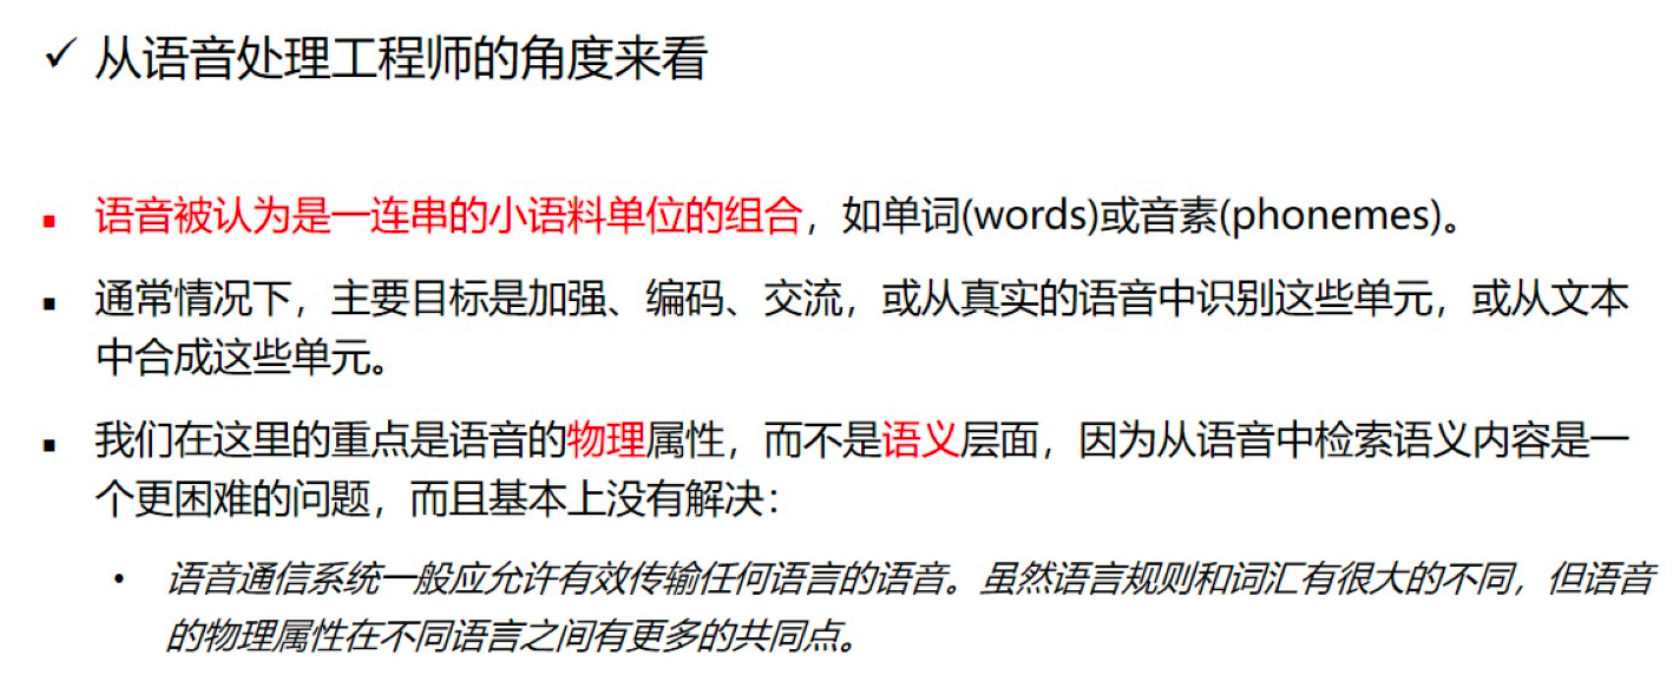 ✓ 从语音处理工程师的角度来看
▪ 语音被认为是一连串的小语料单位的组合，如单词(words)或音素(phonemes)。
▪ 通常情况下，主要目标是加强、编码、交流，或从真实的语音中识别这些单元，或从文本
中合成这些单元。
▪ 我们在这里的重点是语音的物理属性，而不是语义层面，因为从语音中检索语义内容是一
个更困难的问题，而且基本上没有解决：
• 语音通信系统一般应允许有效传输任何语言的语音。虽然语言规则和词汇有很大的不同，但语音
的物理属性在不同语言之间有更多的共同点。